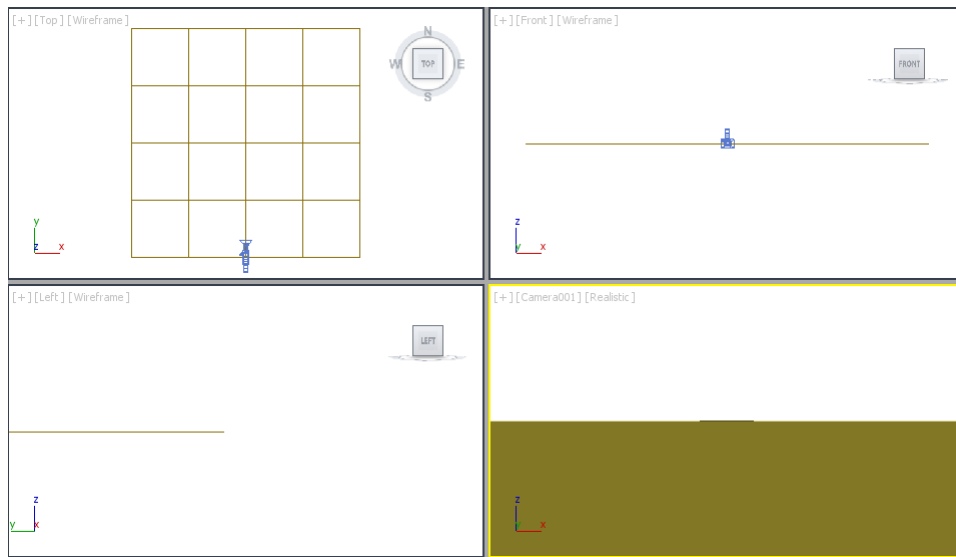 [+] [Top] [Wireframe]
N
W TOP E
S
y
z x
[+] [Front] [Wireframe]
FRONT
z
y x
[+] [Left] [Wireframe]
LEFT
z
y x
[+] [Camera001] [Realistic]
z
y x